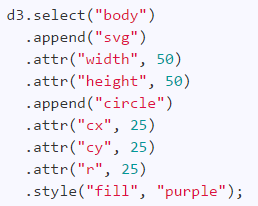 d3.select("body")
  .append("svg")
  .attr("width", 50)
  .attr("height", 50)
  .append("circle")
  .attr("cx", 25)
  .attr("cy", 25)
  .attr("r", 25)
  .style("fill", "purple");